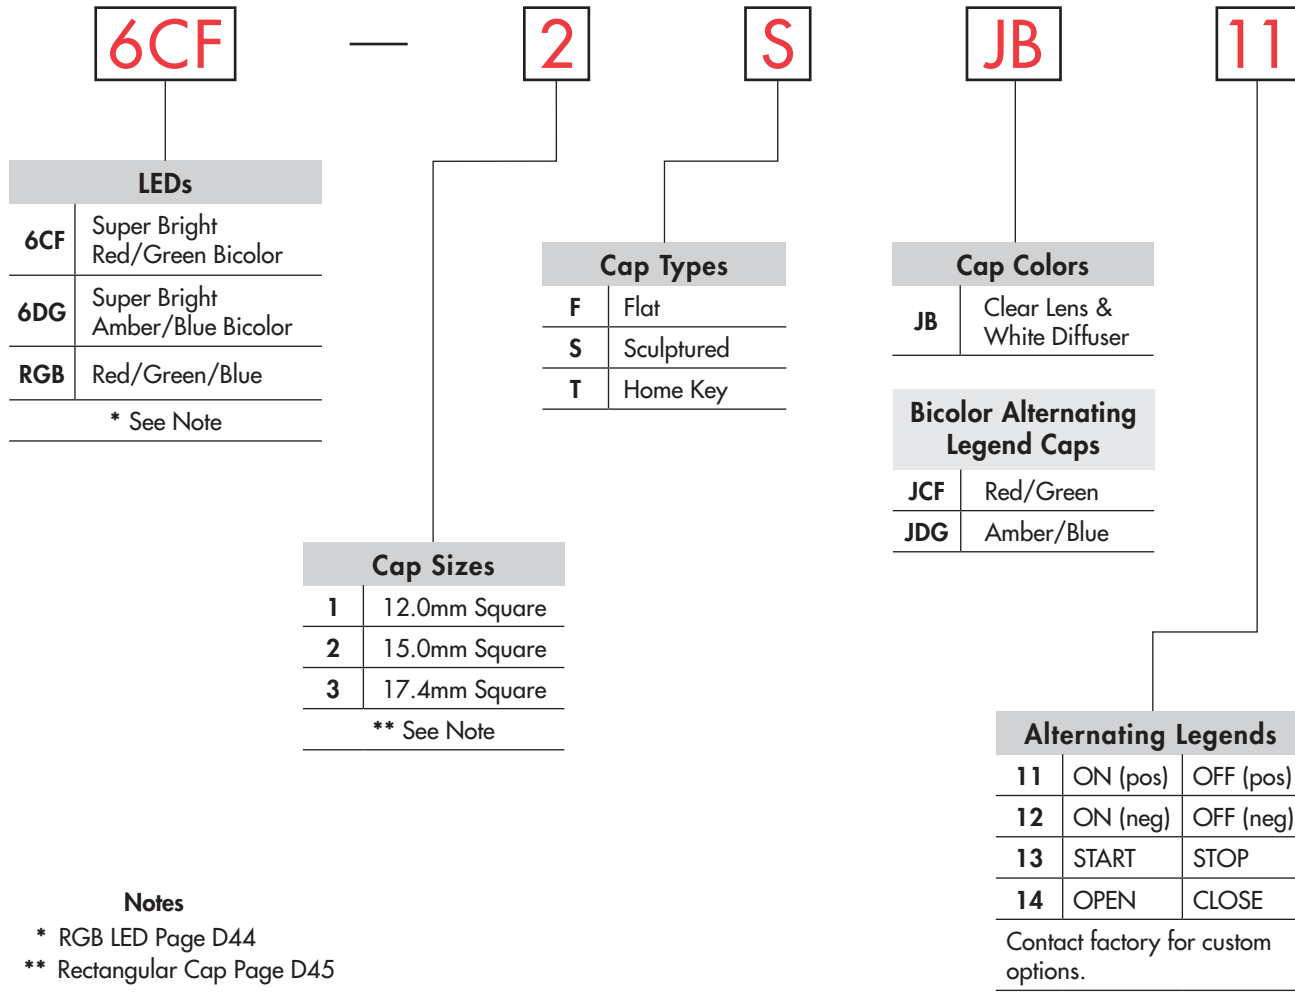 6CF — 2 S JB 11
LEDs
6CF Super Bright
Red/Green Bicolor
6DG Super Bright
Amber/Blue Bicolor
RGB Red/Green/Blue
* See Note
Cap Sizes
1 12.0mm Square
2 15.0mm Square
3 17.4mm Square
** See Note
Cap Types
F Flat
S Sculptured
T Home Key
Cap Colors
JB Clear Lens &
White Diffuser
Bicolor Alternating
Legend Caps
JCF Red/Green
JDG Amber/Blue
Alternating Legends
11 ON (pos) OFF (pos)
12 ON (neg) OFF (neg)
13 START STOP
14 OPEN CLOSE
Contact factory for custom
options.
Notes
* RGB LED Page D44
** Rectangular Cap Page D45